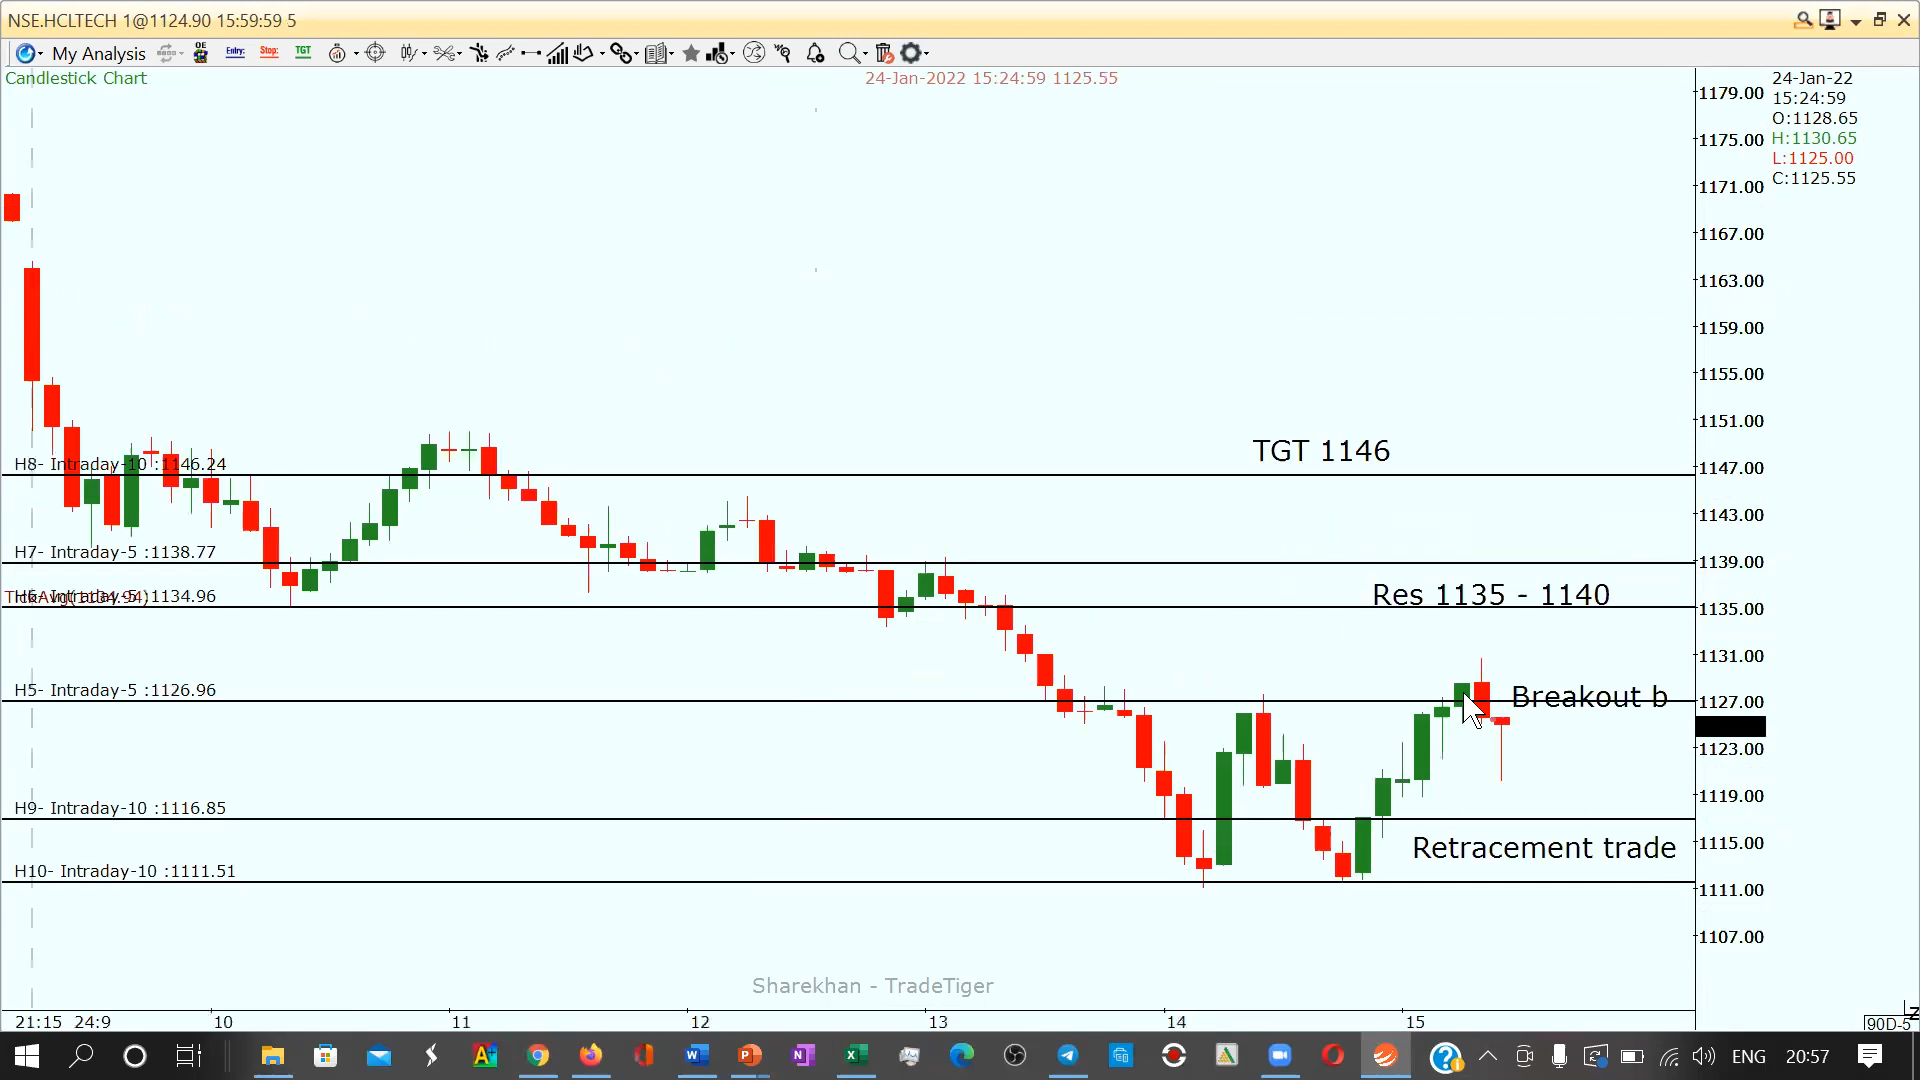 NSE.HCLTECH 1@1124.90 15:59:59 5
My Analysis
OE
Entry:
Stop:
TGT
Candlestick Chart
24-Jan-2022 15:24:59 1125.55
24-Jan-22
15:24:59
O:1128.65
H:1130.65
L:1125.00
C:1125.55
1179.00
1175.00
1171.00
1167.00
1163.00
1159.00
1155.00
1151.00
1147.00
1143.00
1139.00
1135.00
1131.00
1127.00
1123.00
1119.00
1115.00
1111.00
1107.00
TGT 1146
H8- Intraday-10 :1146.24
H7- Intraday-5 :1138.77
Res 1135 - 1140
H5- Intraday-5 :1126.96
Breakout b
H9- Intraday-10 :1116.85
Retracement trade
H10- Intraday-10 :1111.51
Sharekhan - TradeTiger
21:15 24:9 10 11 12 13 14 15
90D-5
ENG 20:57